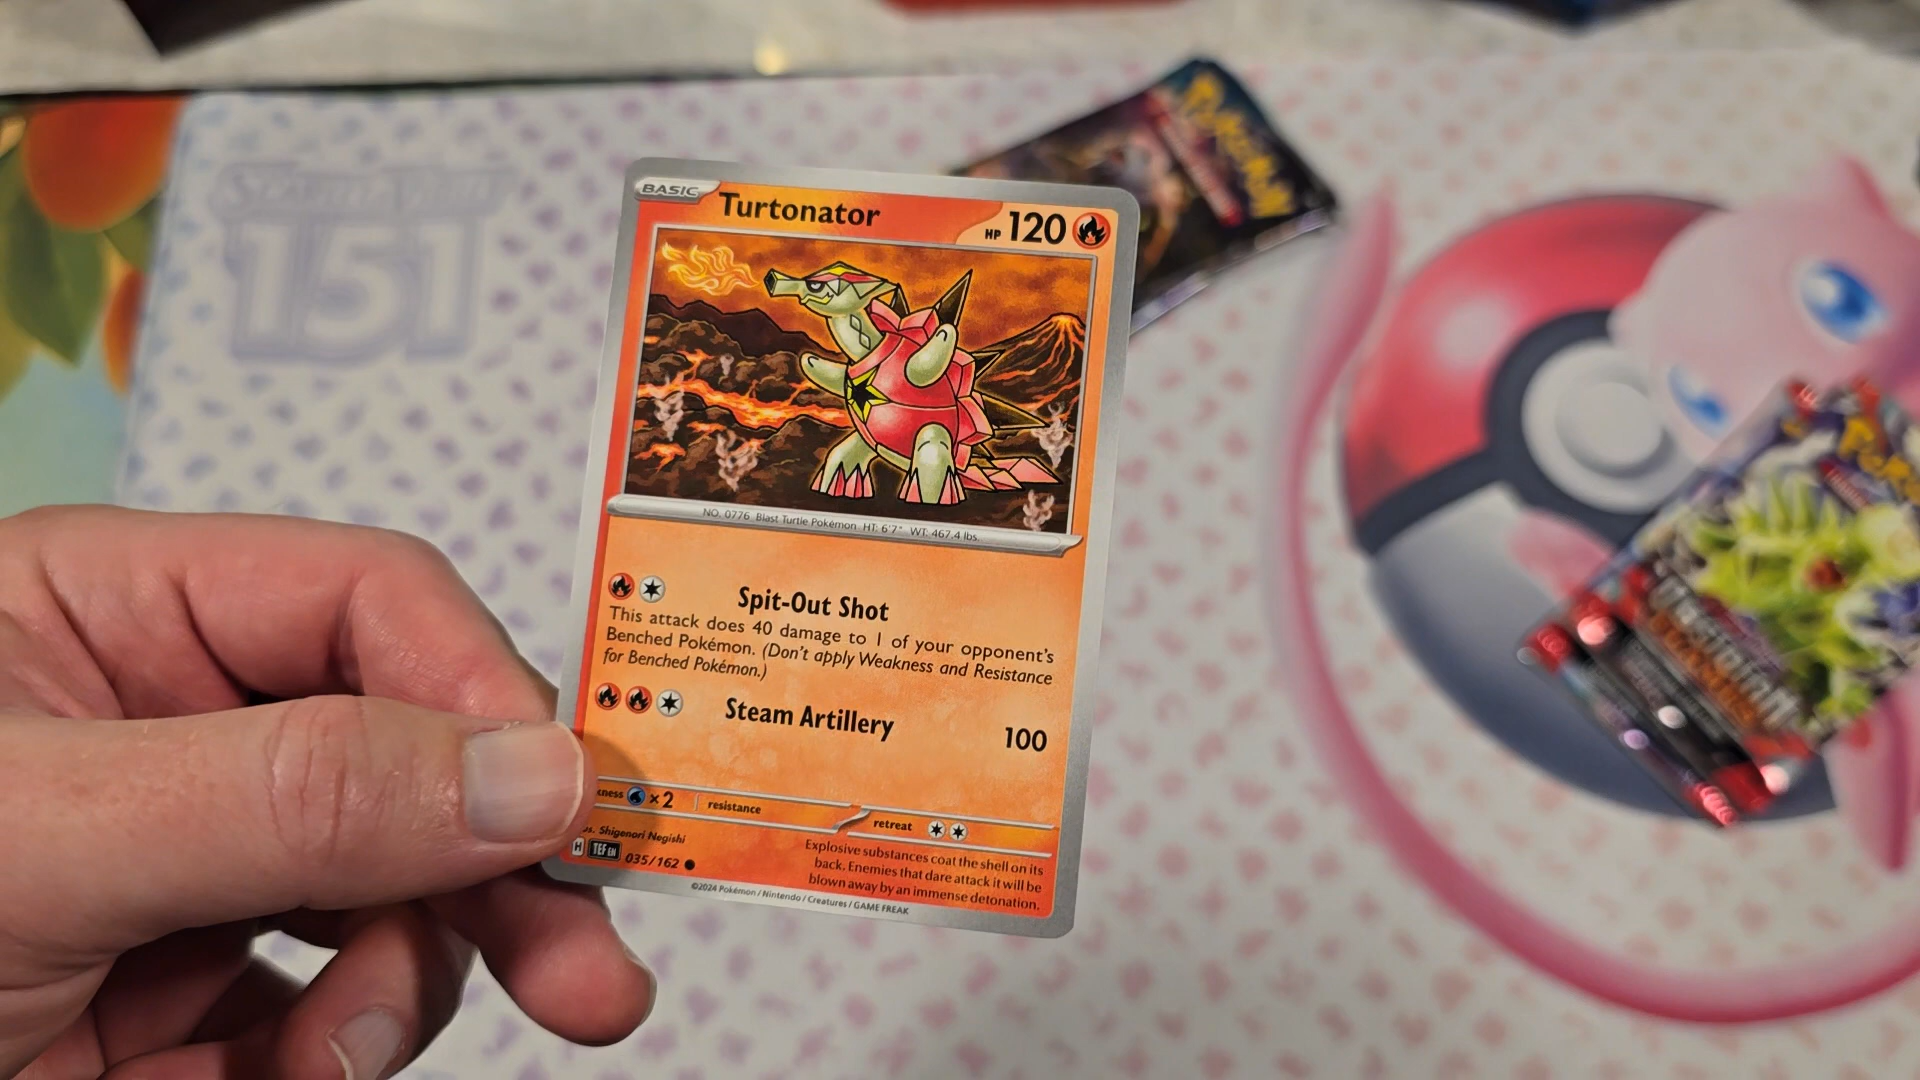 BASIC
Turtonator
HP 120
NO. 0776 Blast Turtle Pokémon HT: 6'7" WT: 467.4 lbs.
Spit-Out Shot
This attack does 40 damage to 1 of your opponent's
Benched Pokémon. (Don't apply Weakness and Resistance
for Benched Pokémon.)
Steam Artillery 100
kness ×2 resistance
retreat
us. Shigenori Negishi
H TEF EN 035/162
Explosive substances coat the shell on its
back. Enemies that dare attack it will be
blown away by an immense detonation.
©2024 Pokémon / Nintendo / Creatures / GAME FREAK
151
Pokémon